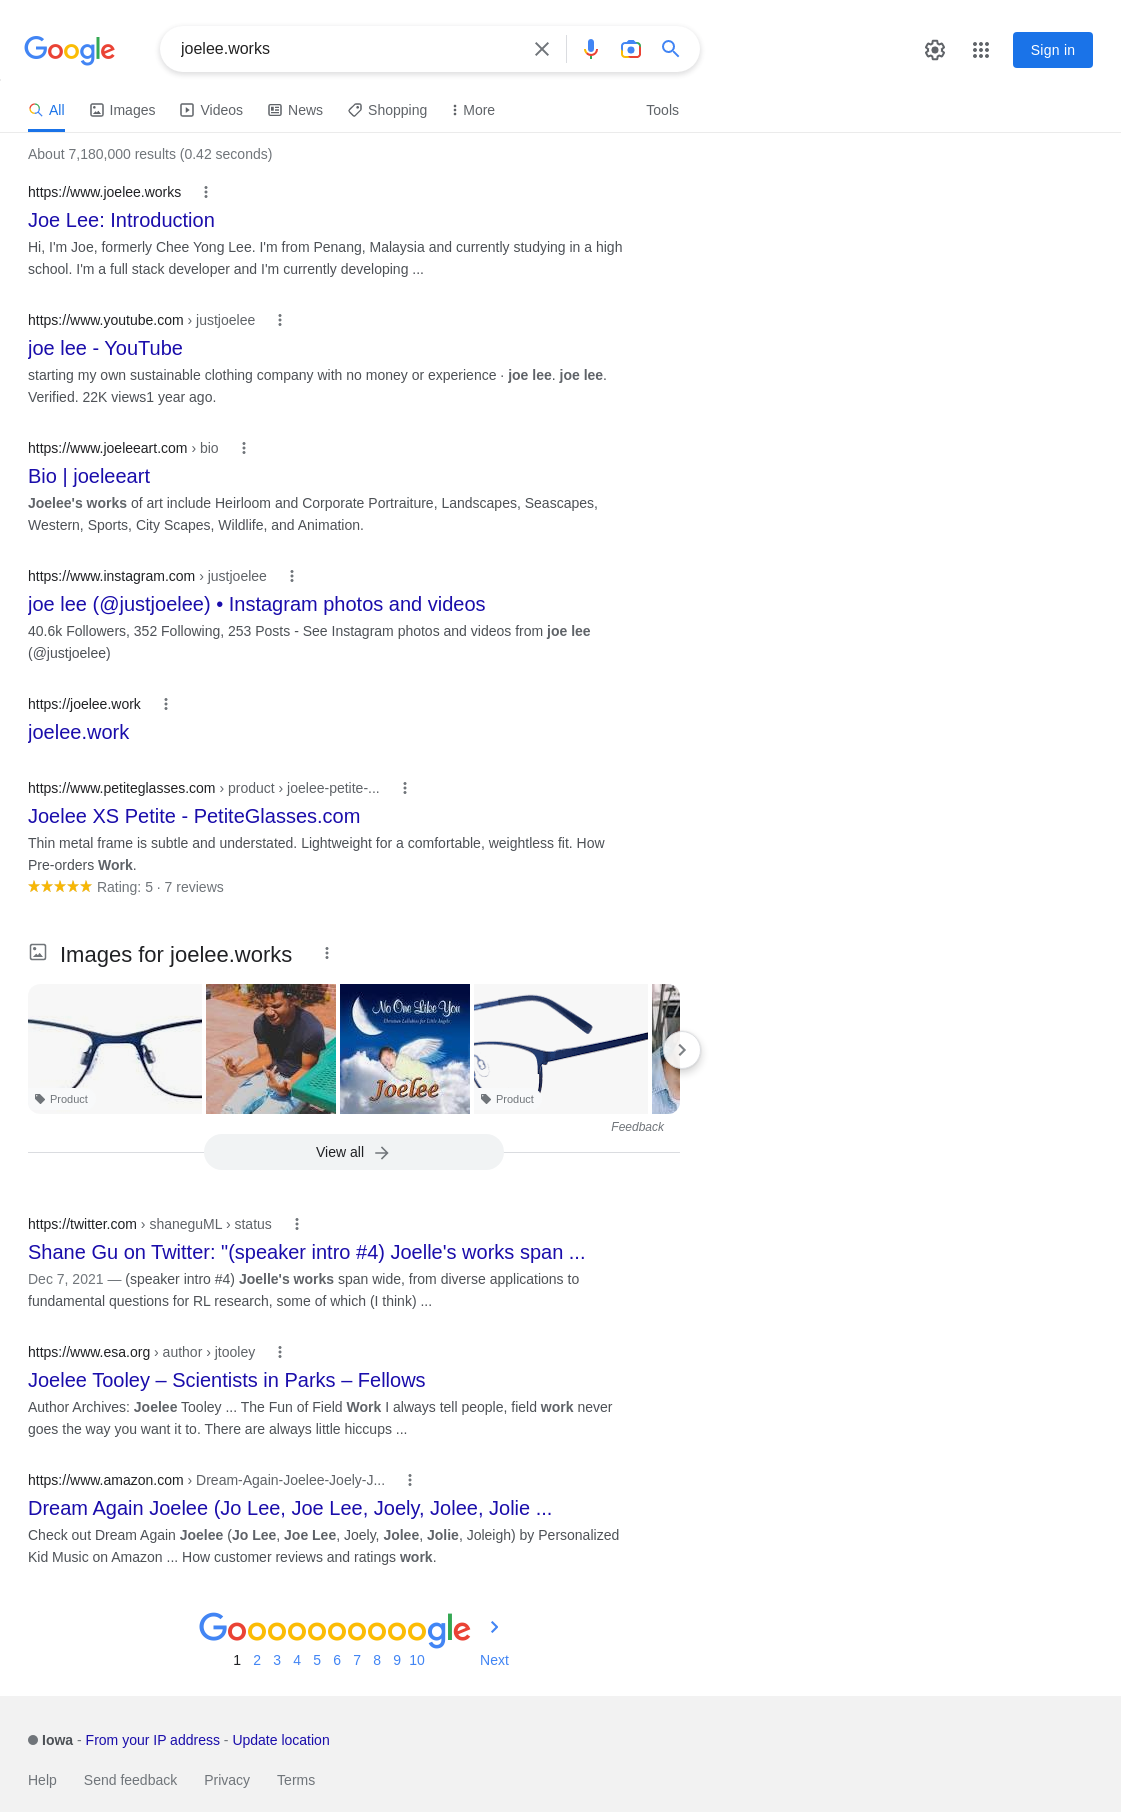 Google
joelee.works
Sign in
All
Images
Videos
News
Shopping
More
Tools
About 7,180,000 results (0.42 seconds)
https://www.joelee.works
Joe Lee: Introduction
Hi, I'm Joe, formerly Chee Yong Lee. I'm from Penang, Malaysia and currently studying in a high
school. I'm a full stack developer and I'm currently developing ...
https://www.youtube.com › justjoelee
joe lee - YouTube
starting my own sustainable clothing company with no money or experience · joe lee. joe lee.
Verified. 22K views1 year ago.
https://www.joeleeart.com › bio
Bio | joeleeart
Joelee's works of art include Heirloom and Corporate Portraiture, Landscapes, Seascapes,
Western, Sports, City Scapes, Wildlife, and Animation.
https://www.instagram.com › justjoelee
joe lee (@justjoelee) • Instagram photos and videos
40.6k Followers, 352 Following, 253 Posts - See Instagram photos and videos from joe lee
(@justjoelee)
https://joelee.work
joelee.work
https://www.petiteglasses.com › product › joelee-petite-...
Joelee XS Petite - PetiteGlasses.com
Thin metal frame is subtle and understated. Lightweight for a comfortable, weightless fit. How
Pre-orders Work.
Rating: 5 · 7 reviews
Images for joelee.works
No One Like You
Christian Lullabies for Little Angels
Joelee
Product
Product
Feedback
View all
https://twitter.com › shaneguML › status
Shane Gu on Twitter: "(speaker intro #4) Joelle's works span ...
Dec 7, 2021 — (speaker intro #4) Joelle's works span wide, from diverse applications to
fundamental questions for RL research, some of which (I think) ...
https://www.esa.org › author › jtooley
Joelee Tooley – Scientists in Parks – Fellows
Author Archives: Joelee Tooley ... The Fun of Field Work I always tell people, field work never
goes the way you want it to. There are always little hiccups ...
https://www.amazon.com › Dream-Again-Joelee-Joely-J...
Dream Again Joelee (Jo Lee, Joe Lee, Joely, Jolee, Jolie ...
Check out Dream Again Joelee (Jo Lee, Joe Lee, Joely, Jolee, Jolie, Joleigh) by Personalized
Kid Music on Amazon ... How customer reviews and ratings work.
Goooooooooogle
1 2 3 4 5 6 7 8 9 10 Next
Iowa - From your IP address - Update location
Help Send feedback Privacy Terms